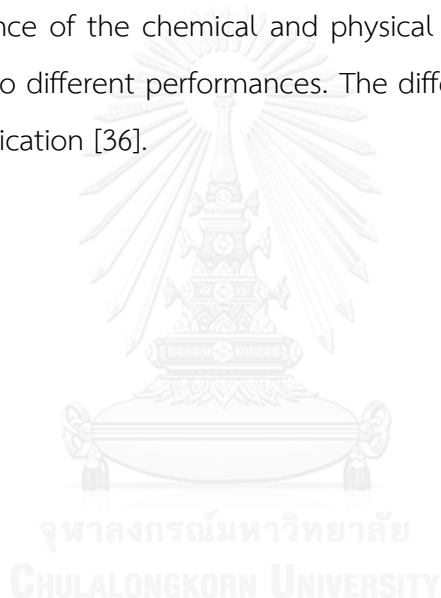 nce of the chemical and physical
o different performances. The diffe
ication [36].
จุฬาลงกรณ์มหาวิทยาลัย
CHULALONGKORN UNIVERSITY